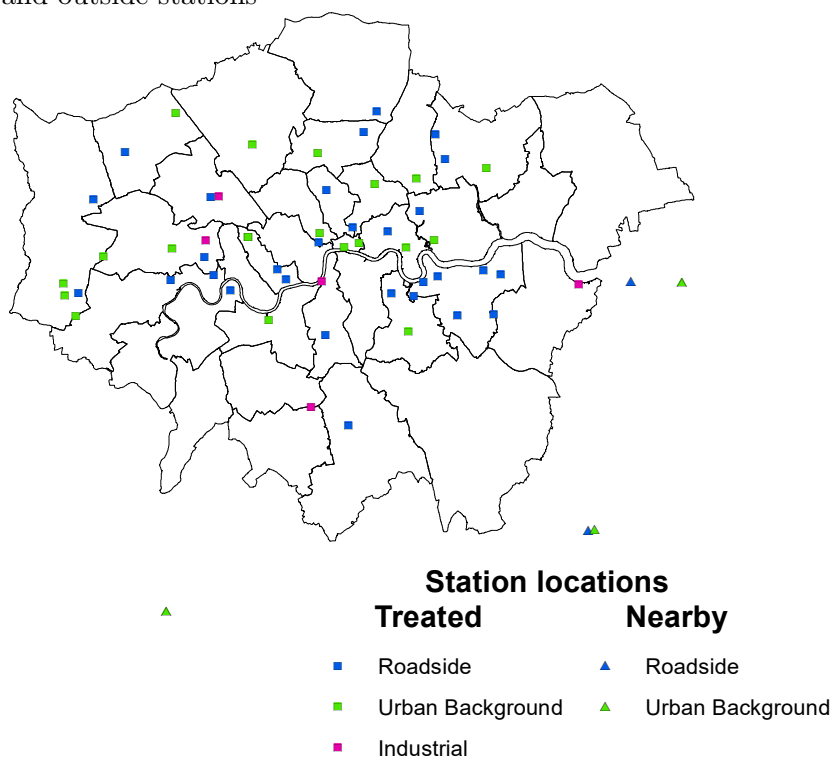 and outside stations
Station locations
Treated Nearby
Roadside Roadside
Urban Background Urban Background
Industrial